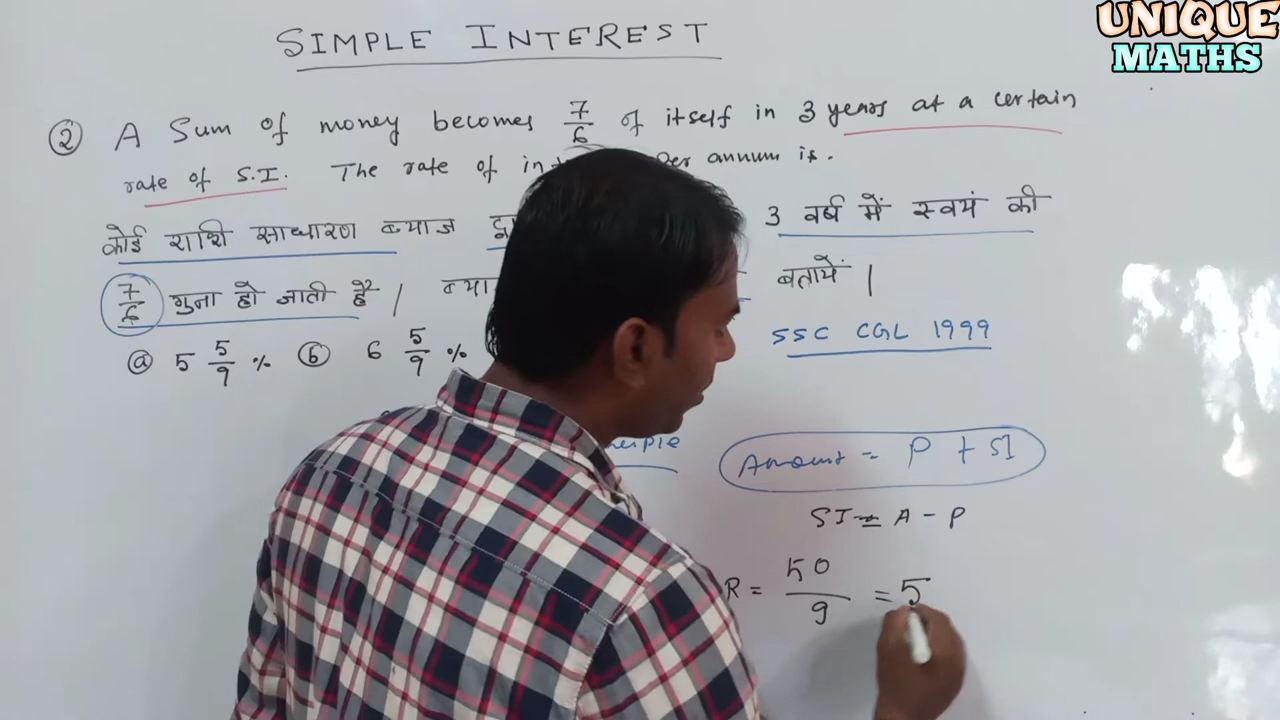 UNIQUE
MATHS
SIMPLE INTEREST
② A Sum of money becomes 7/6 of itself in 3 years at a certain
rate of S.I. The rate of annum is.
कोई राशि साधारण ब्याज 3 वर्ष में स्वयं की
7/6 गुना हो जाती है | बतायें |
ⓐ 5 5/9 % ⓑ 6 5/9 %
SSC CGL 1999
Amount = P + SI
SI = A - P
R = 50/9 = 5